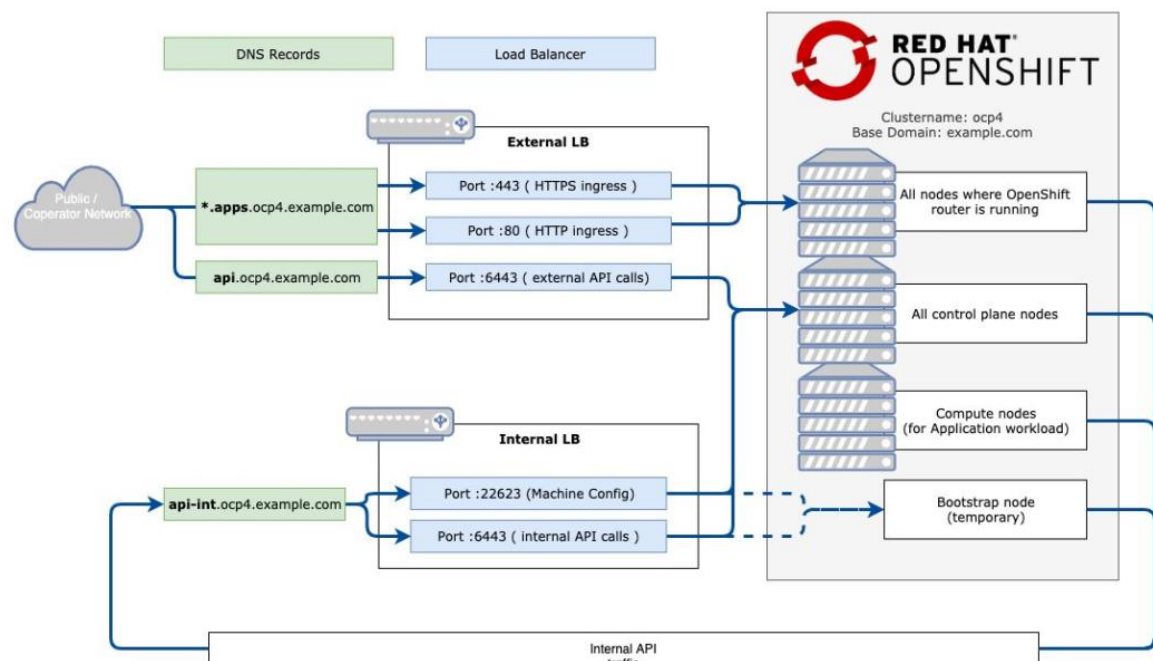 DNS Records
Load Balancer
RED HAT®
OPENSHIFT
Clustername: ocp4
Base Domain: example.com
External LB
Public /
Coperator Network
*.apps.ocp4.example.com
Port :443 ( HTTPS ingress )
Port :80 ( HTTP ingress )
All nodes where OpenShift
router is running
api.ocp4.example.com
Port :6443 ( external API calls)
All control plane nodes
Compute nodes
(for Application workload)
Internal LB
api-int.ocp4.example.com
Port :22623 (Machine Config)
Port :6443 ( internal API calls )
Bootstrap node
(temporary)
Internal API